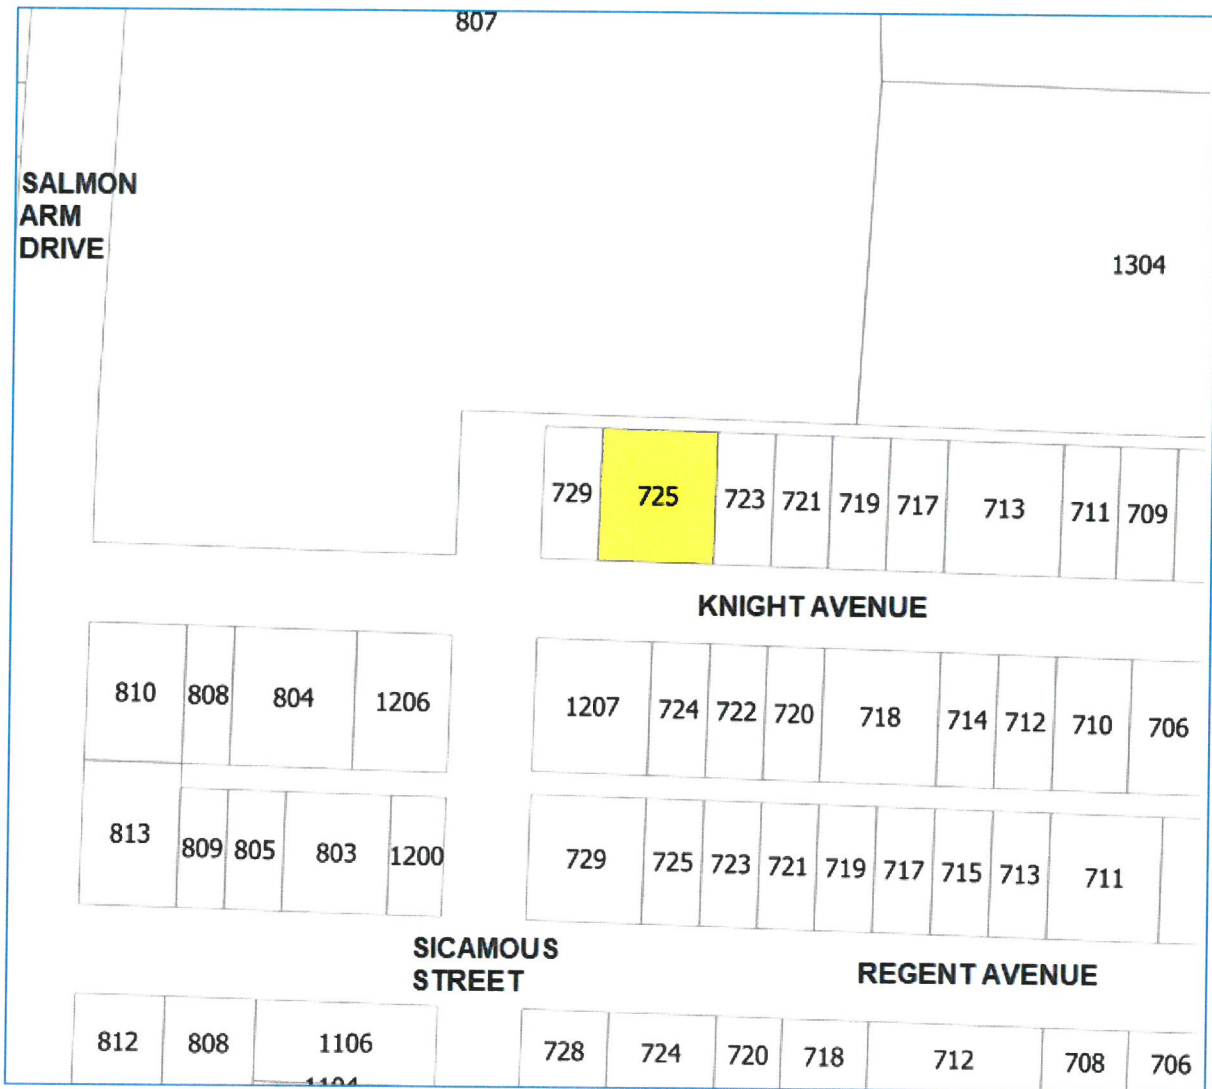 807
SALMON
ARM
DRIVE
1304
729 725 723 721 719 717 713 711 709
KNIGHT AVENUE
810 808 804 1206 1207 724 722 720 718 714 712 710 706
813 809 805 803 1200 729 725 723 721 719 717 715 713 711
SICAMOUS
STREET
REGENT AVENUE
812 808 1106 728 724 720 718 712 708 706
1104